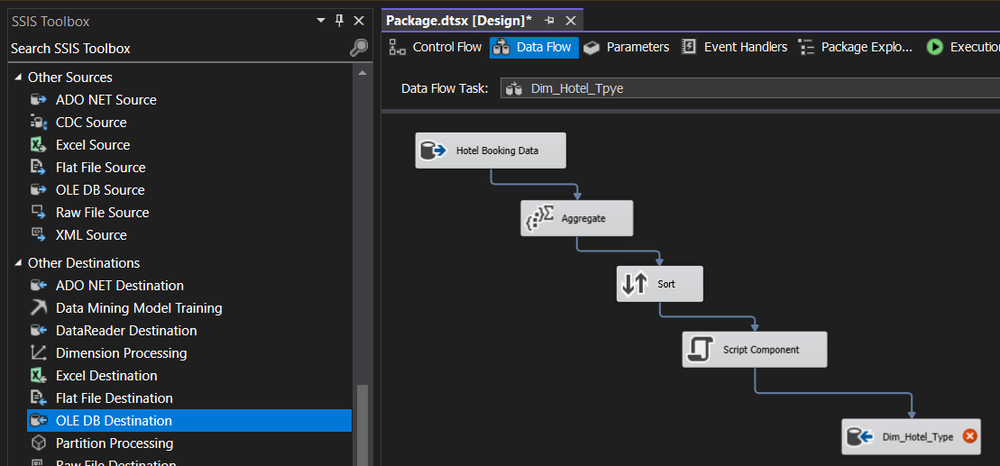 SSIS Toolbox
Search SSIS Toolbox
Other Sources
ADO NET Source
CDC Source
Excel Source
Flat File Source
OLE DB Source
Raw File Source
XML Source
Other Destinations
ADO NET Destination
Data Mining Model Training
DataReader Destination
Dimension Processing
Excel Destination
Flat File Destination
OLE DB Destination
Partition Processing
Raw File Destination
Package.dtsx [Design]*
Control Flow Data Flow Parameters Event Handlers Package Explo... Execution
Data Flow Task: Dim_Hotel_Tpye
Hotel Booking Data
Aggregate
Sort
Script Component
Dim_Hotel_Type